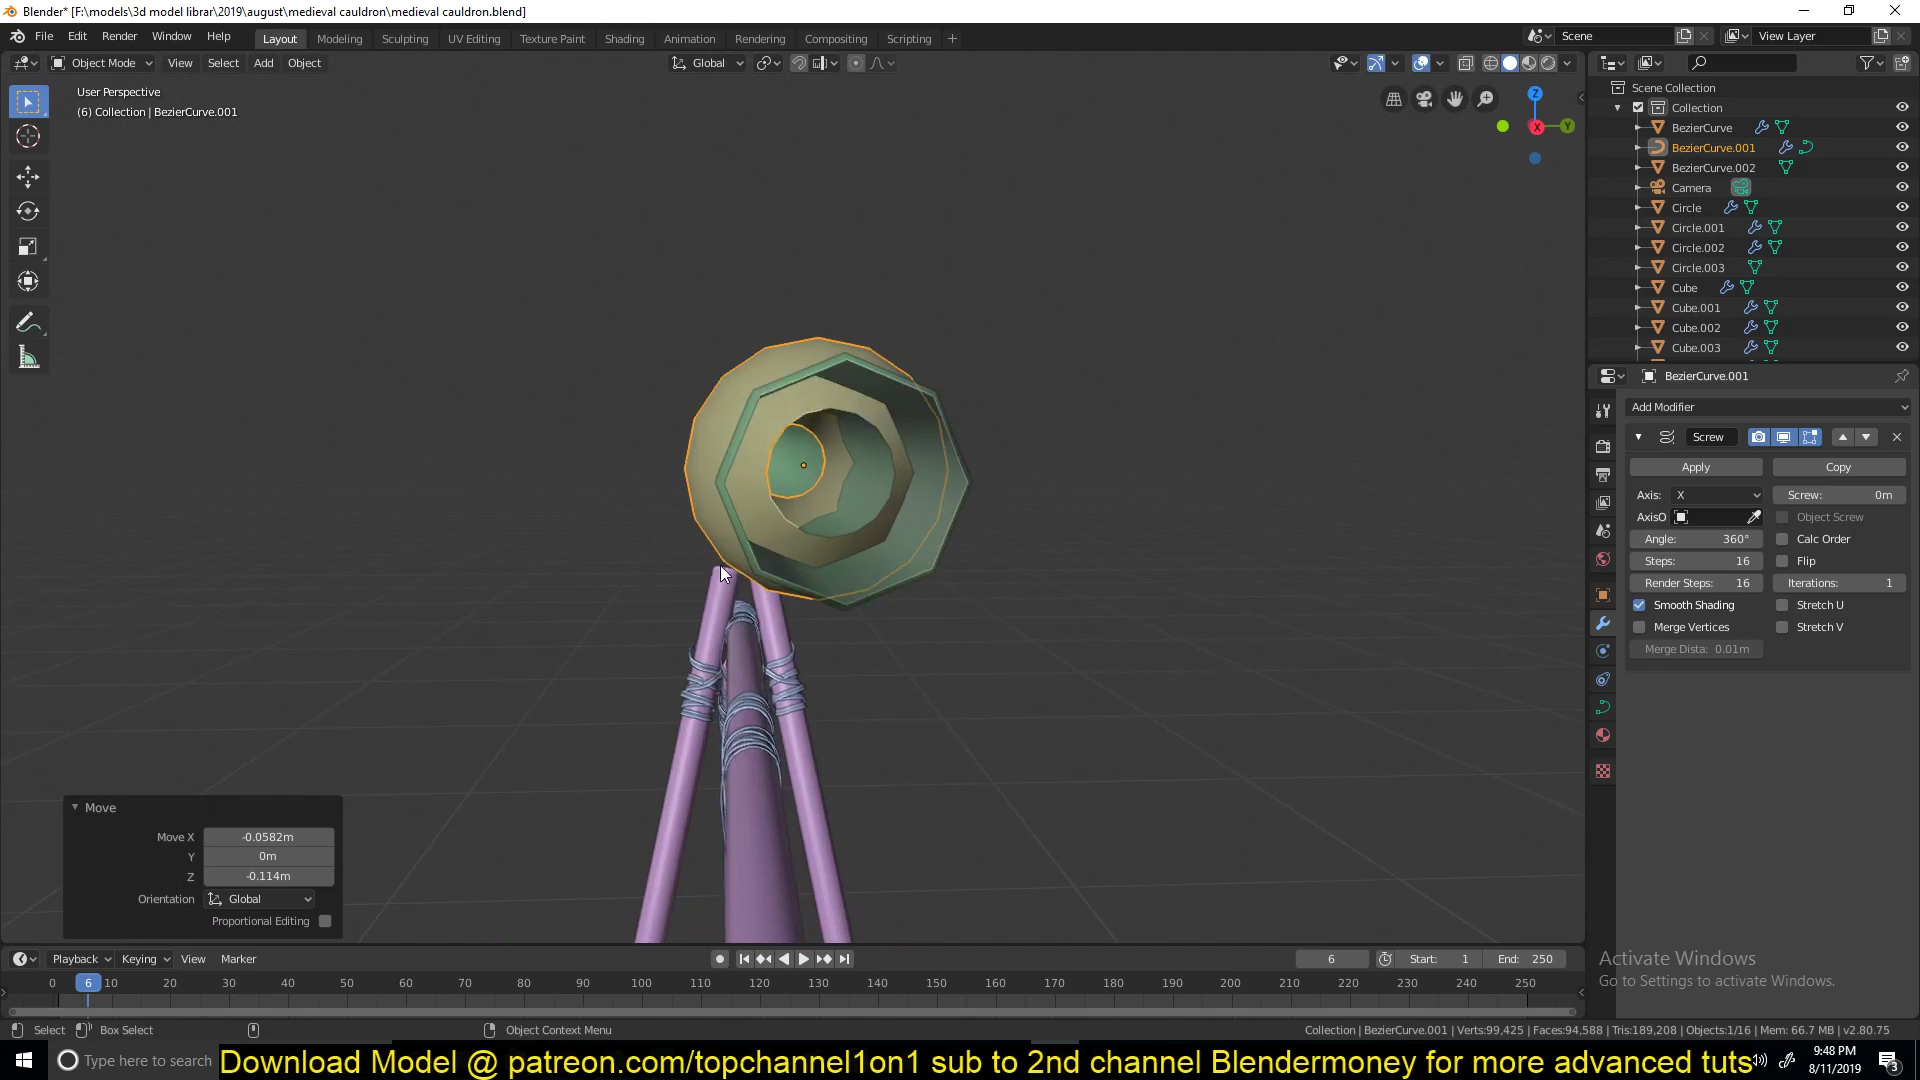 Blender* [F:\models\3d model librar\2019\august\medieval cauldron\medieval cauldron.blend]
File Edit Render Window Help Layout Modeling Sculpting UV Editing Texture Paint Shading Animation Rendering Compositing Scripting + Scene View Layer
Object Mode View Select Add Object Global
User Perspective
(6) Collection | BezierCurve.001
Z
X
Y
Scene Collection
Collection
BezierCurve
BezierCurve.001
BezierCurve.002
Camera
Circle
Circle.001
Circle.002
Circle.003
Cube
Cube.001
Cube.002
Cube.003
BezierCurve.001
Add Modifier
Screw
Apply Copy
Axis: X Screw: 0m
AxisO Object Screw
Angle: 360° Calc Order
Steps: 16 Flip
Render Steps: 16 Iterations: 1
Smooth Shading Stretch U
Merge Vertices Stretch V
Merge Dista: 0.01m
Move
Move X -0.0582m
Y 0m
Z -0.114m
Orientation Global
Proportional Editing
Activate Windows
Go to Settings to activate Windows.
Playback Keying View Marker 6 Start: 1 End: 250
0 6 10 20 30 40 50 60 70 80 90 100 110 120 130 140 150 160 170 180 190 200 210 220 230 240 250
Select Box Select Object Context Menu Collection | BezierCurve.001 | Verts:99,425 | Faces:94,588 | Tris:189,208 | Objects:1/16 | Mem: 66.7 MB | v2.80.75
Type here to search
Download Model @ patreon.com/topchannel1on1 sub to 2nd channel Blendermoney for more advanced tuts
9:48 PM
8/11/2019
3